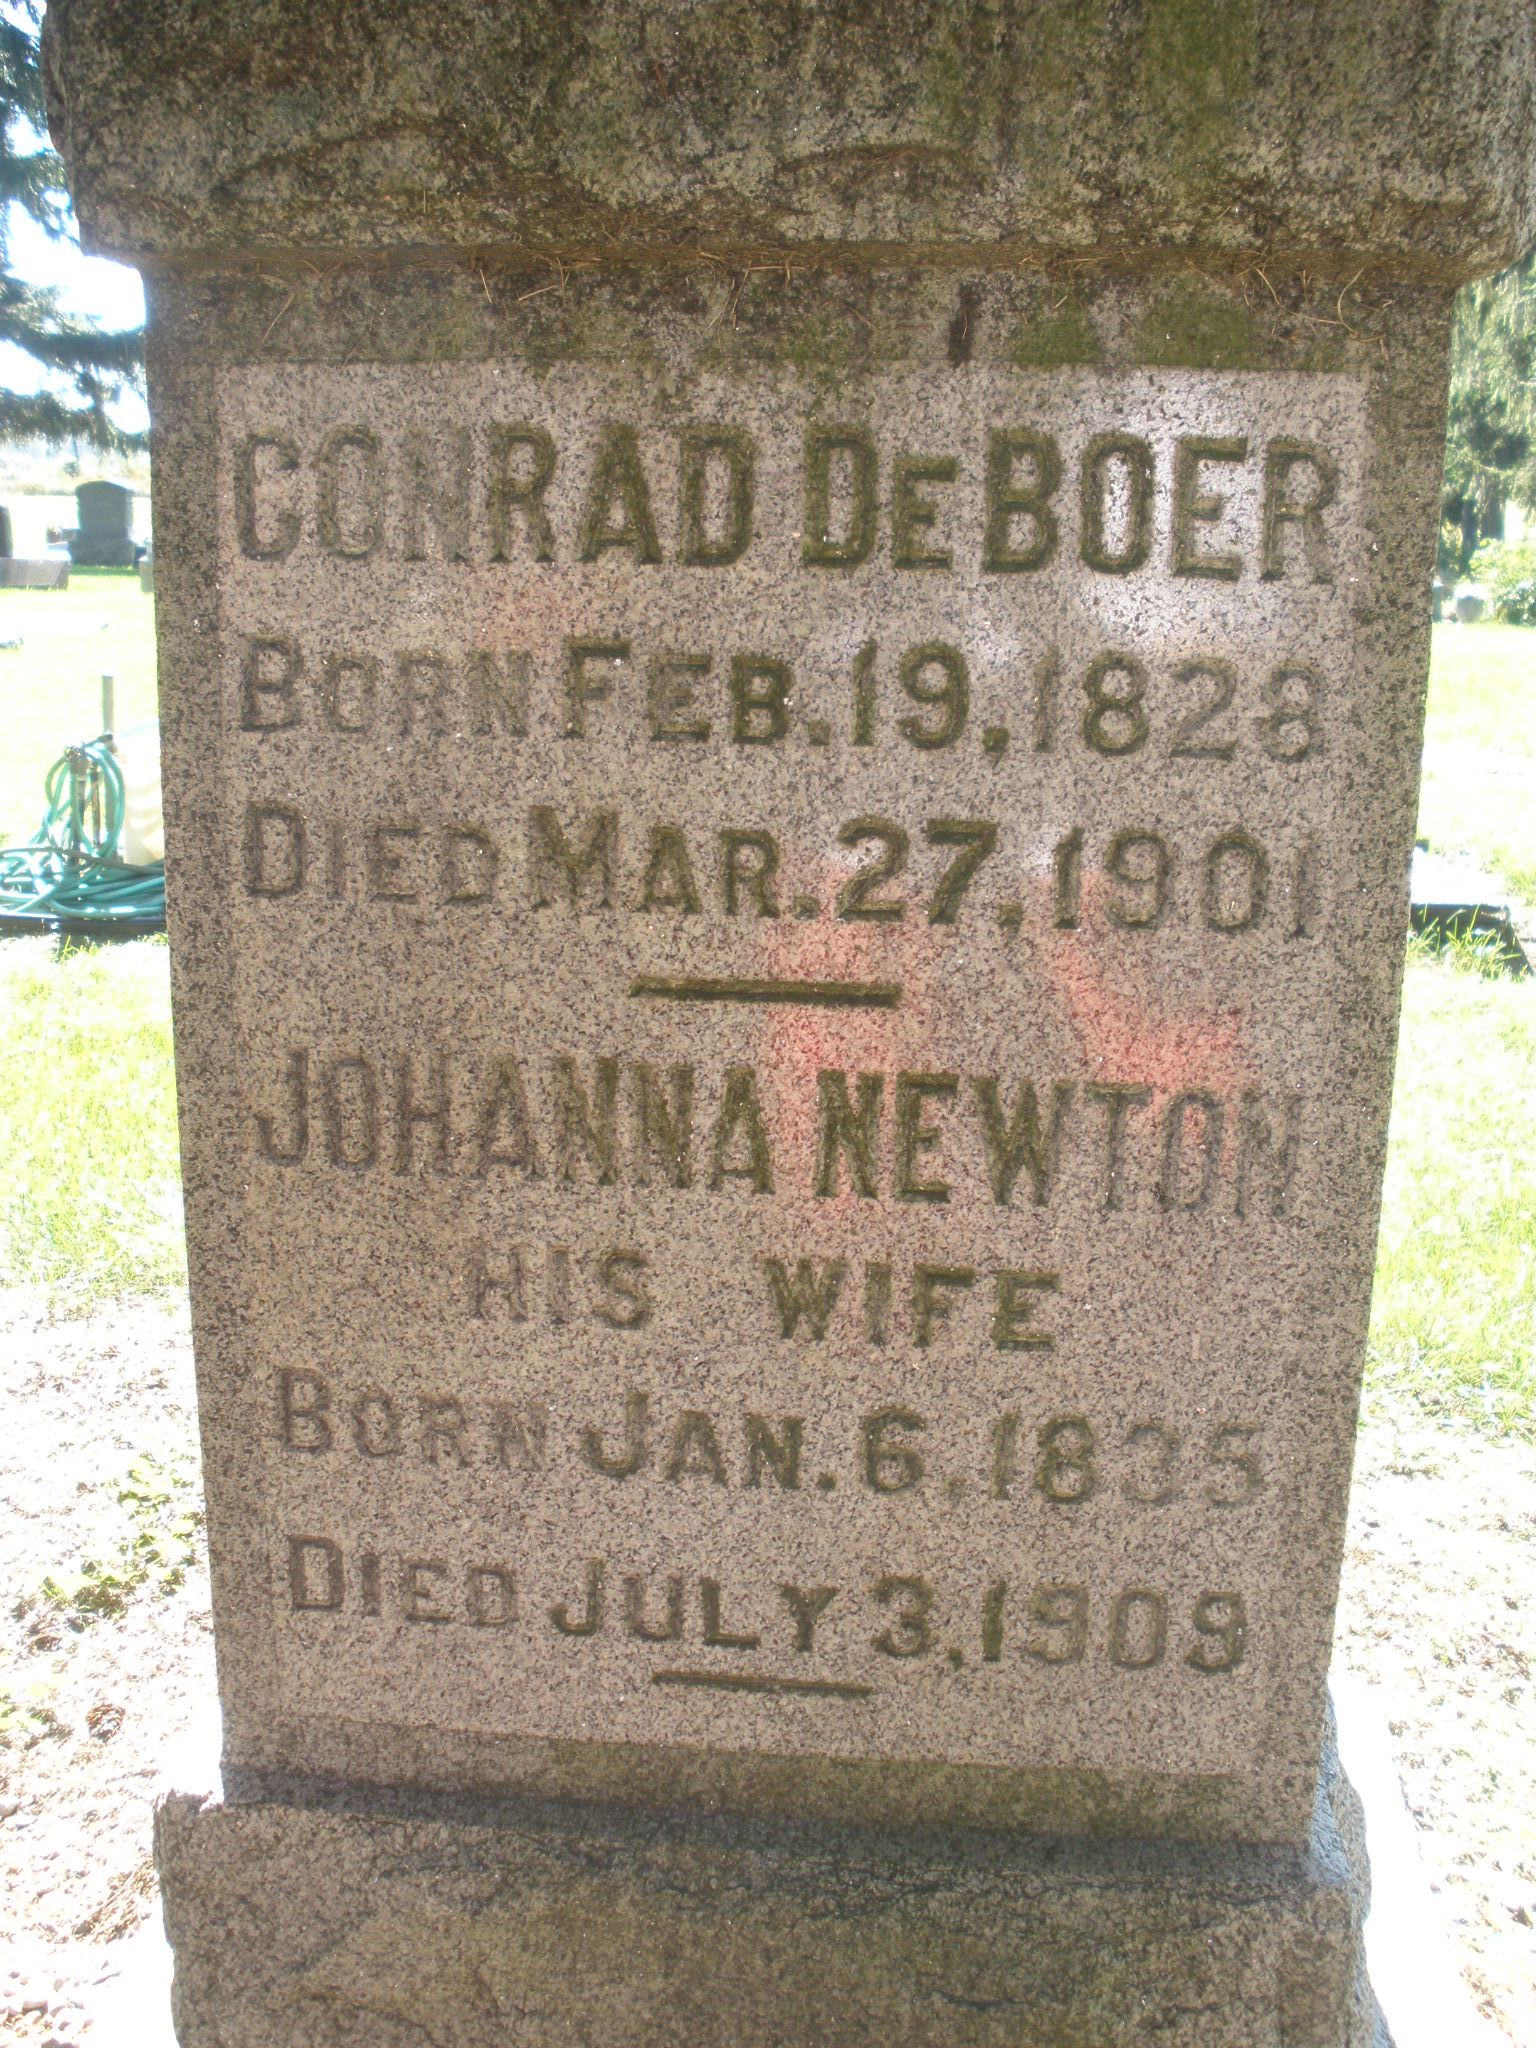 CONRAD DEBOER
BORN FEB. 19, 1823
DIED MAR. 27, 1901
JOHANNA NEWTON
HIS WIFE
BORN JAN. 6, 1835
DIED JULY 3, 1909